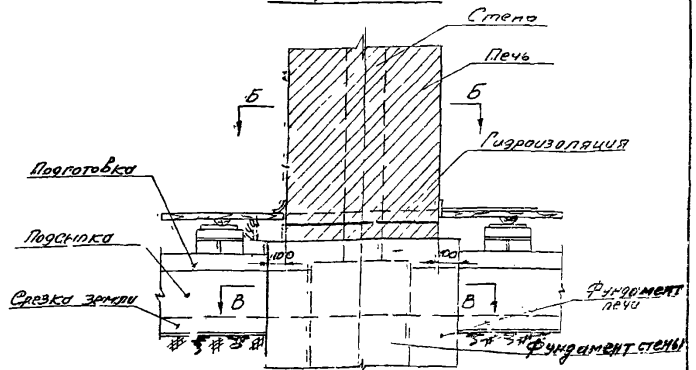 Стена
Печь
Б
Б
Гидроизоляция
Подготовка
Подсыпка
100
100
В
В
Срезка земли
Фундамент
печи
Фундамент стены